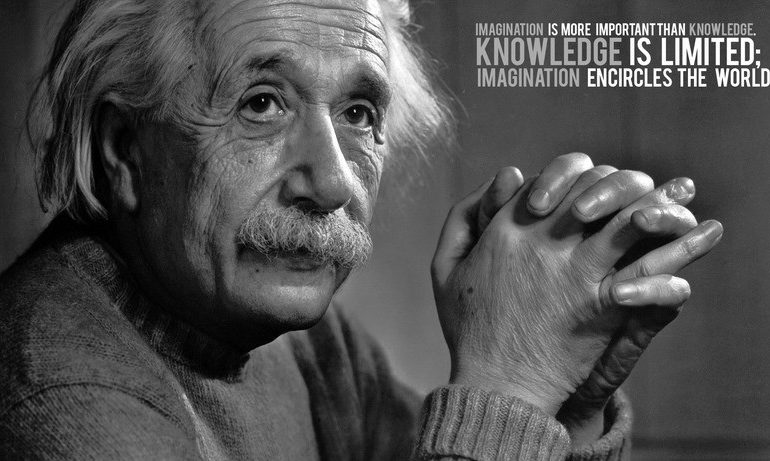 IMAGINATION IS MORE IMPORTANT THAN KNOWLEDGE.
KNOWLEDGE IS LIMITED;
IMAGINATION ENCIRCLES THE WORLD